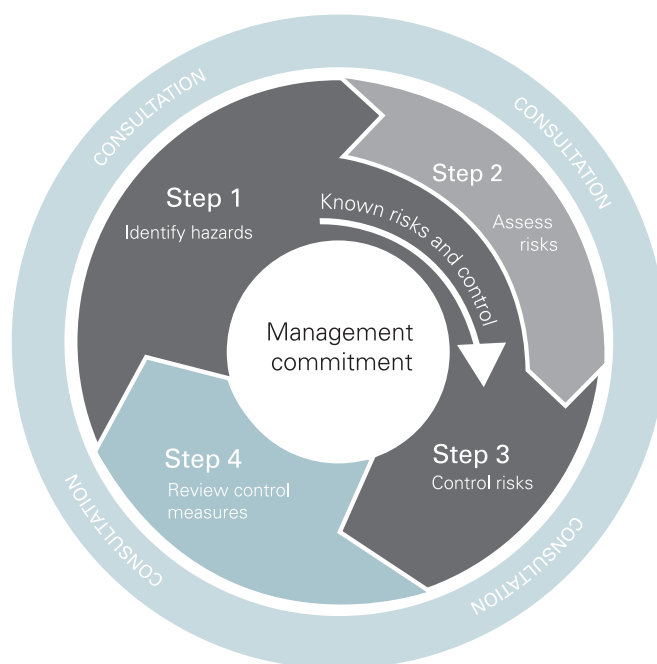 CONSULTATION
CONSULTATION
Step 1
Identify hazards
Step 2
Assess
risks
Known risks and control
Management
commitment
Step 3
Control risks
Step 4
Review control
measures
CONSULTATION
CONSULTATION